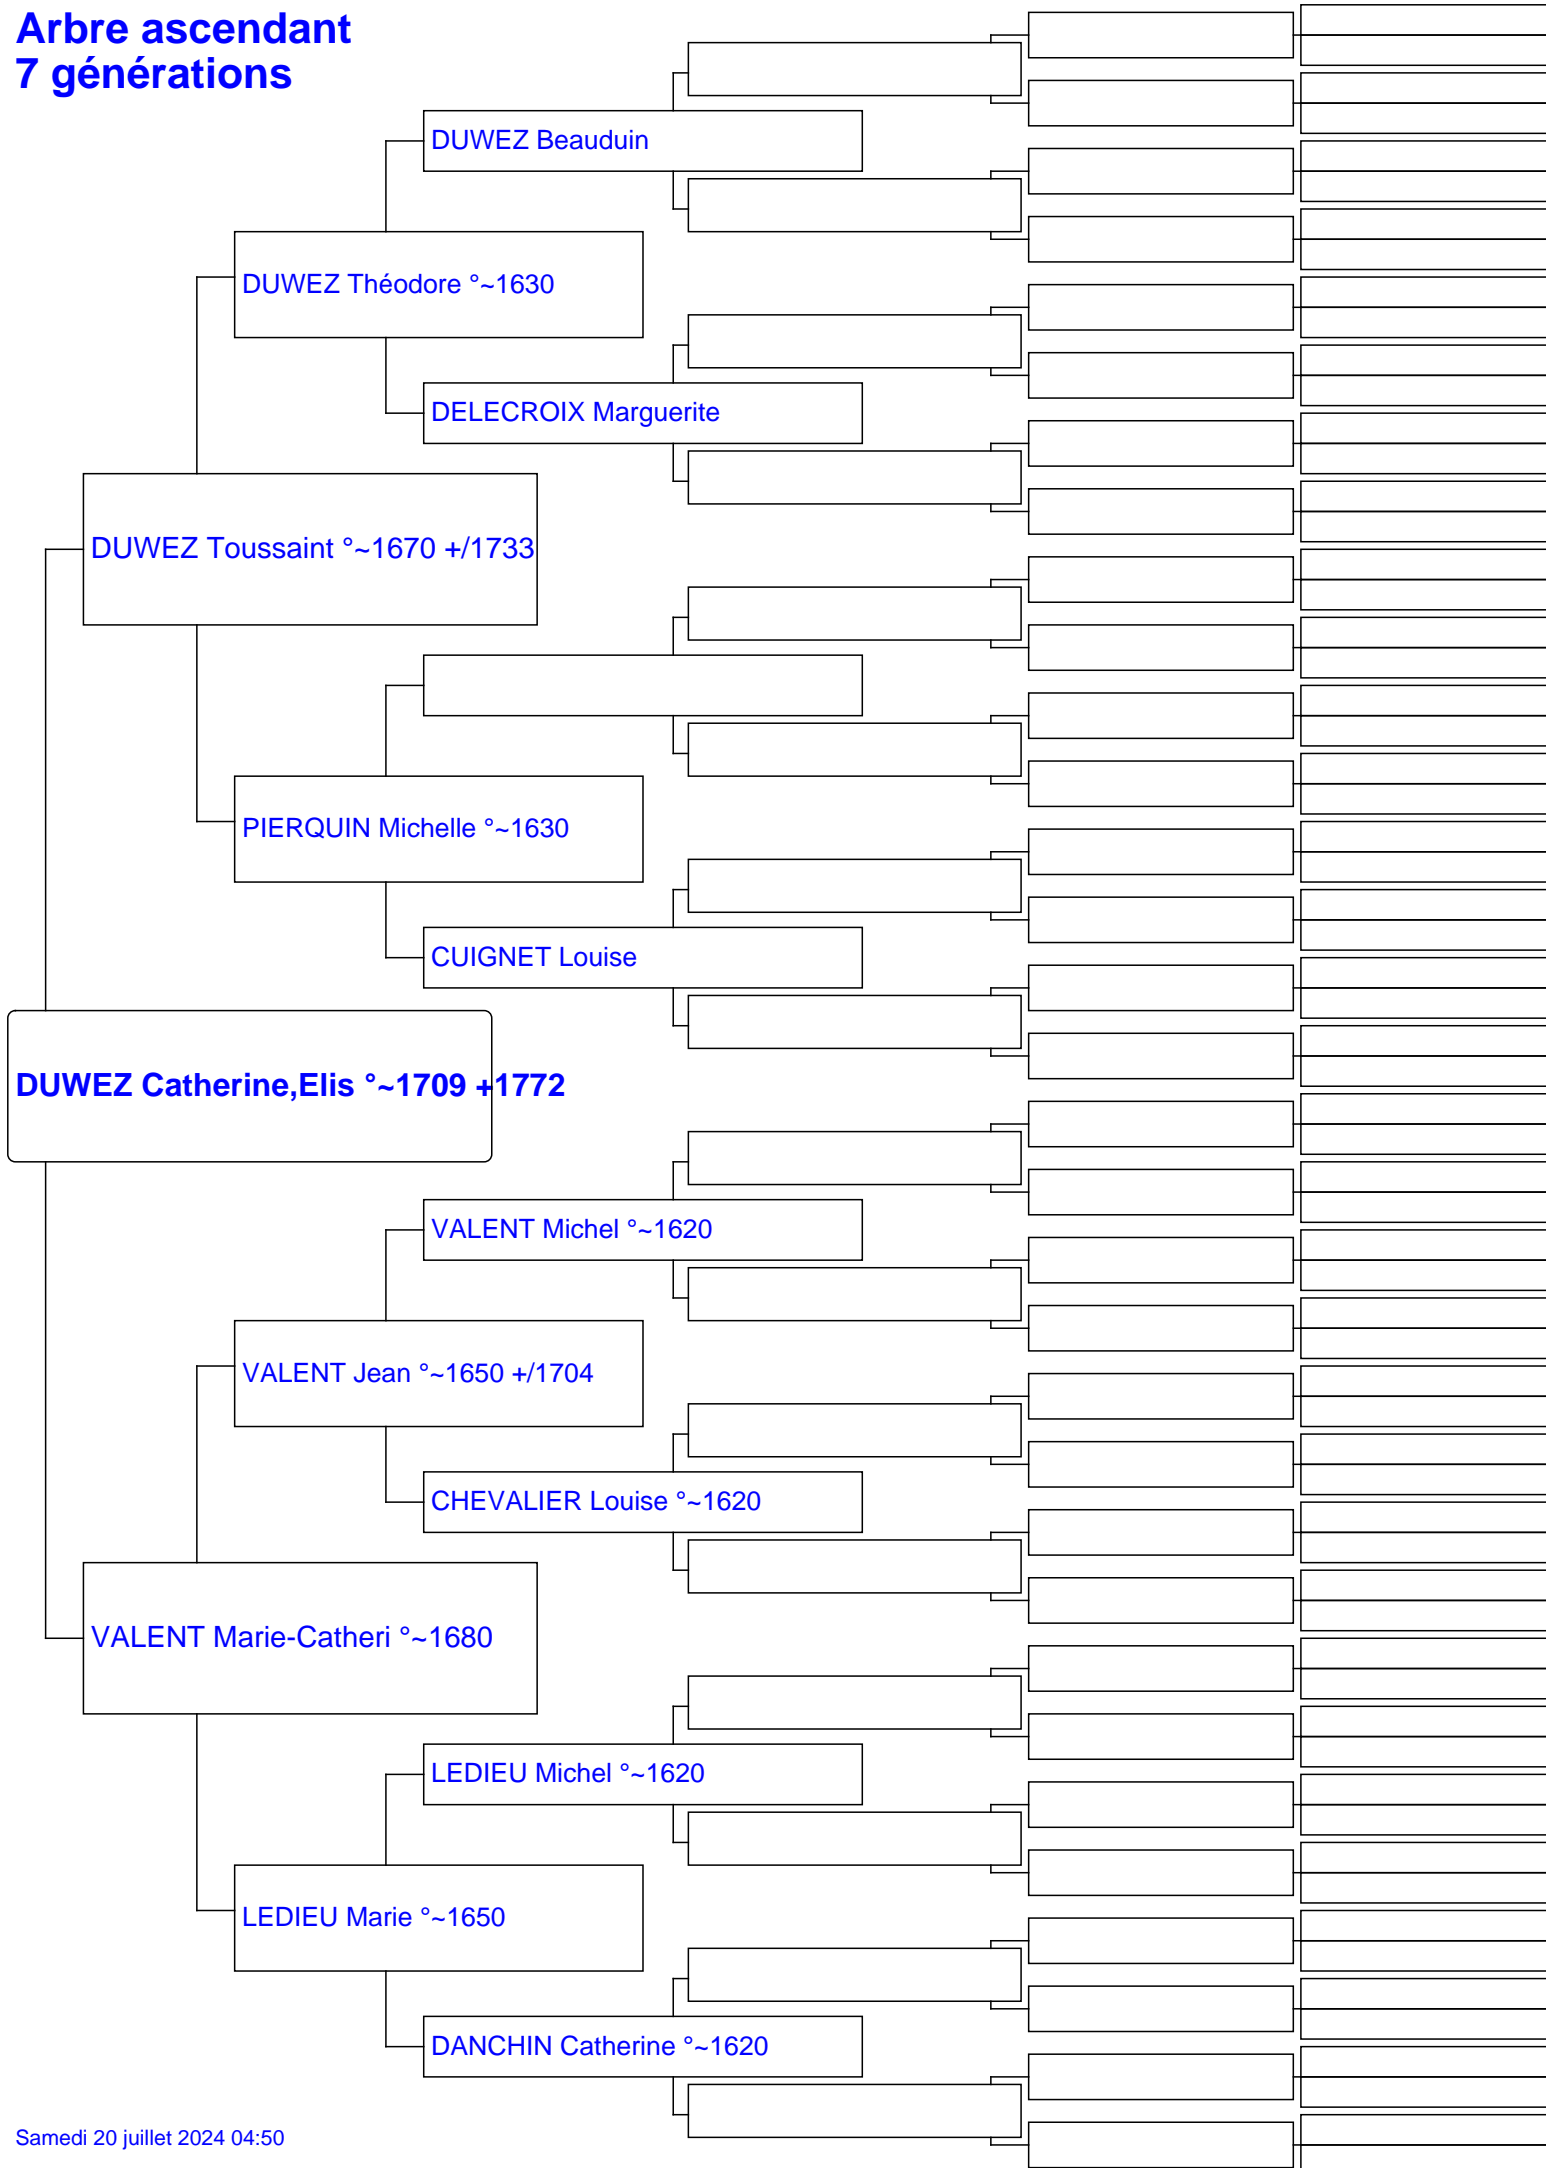 Arbre ascendant
7 générations
DUWEZ Beauduin
DUWEZ Théodore °~1630
DELECROIX Marguerite
DUWEZ Toussaint °~1670 +/1733
PIERQUIN Michelle °~1630
CUIGNET Louise
DUWEZ Catherine,Elis °~1709 +1772
VALENT Michel °~1620
VALENT Jean °~1650 +/1704
CHEVALIER Louise °~1620
VALENT Marie-Catheri °~1680
LEDIEU Michel °~1620
LEDIEU Marie °~1650
DANCHIN Catherine °~1620
Samedi 20 juillet 2024 04:50